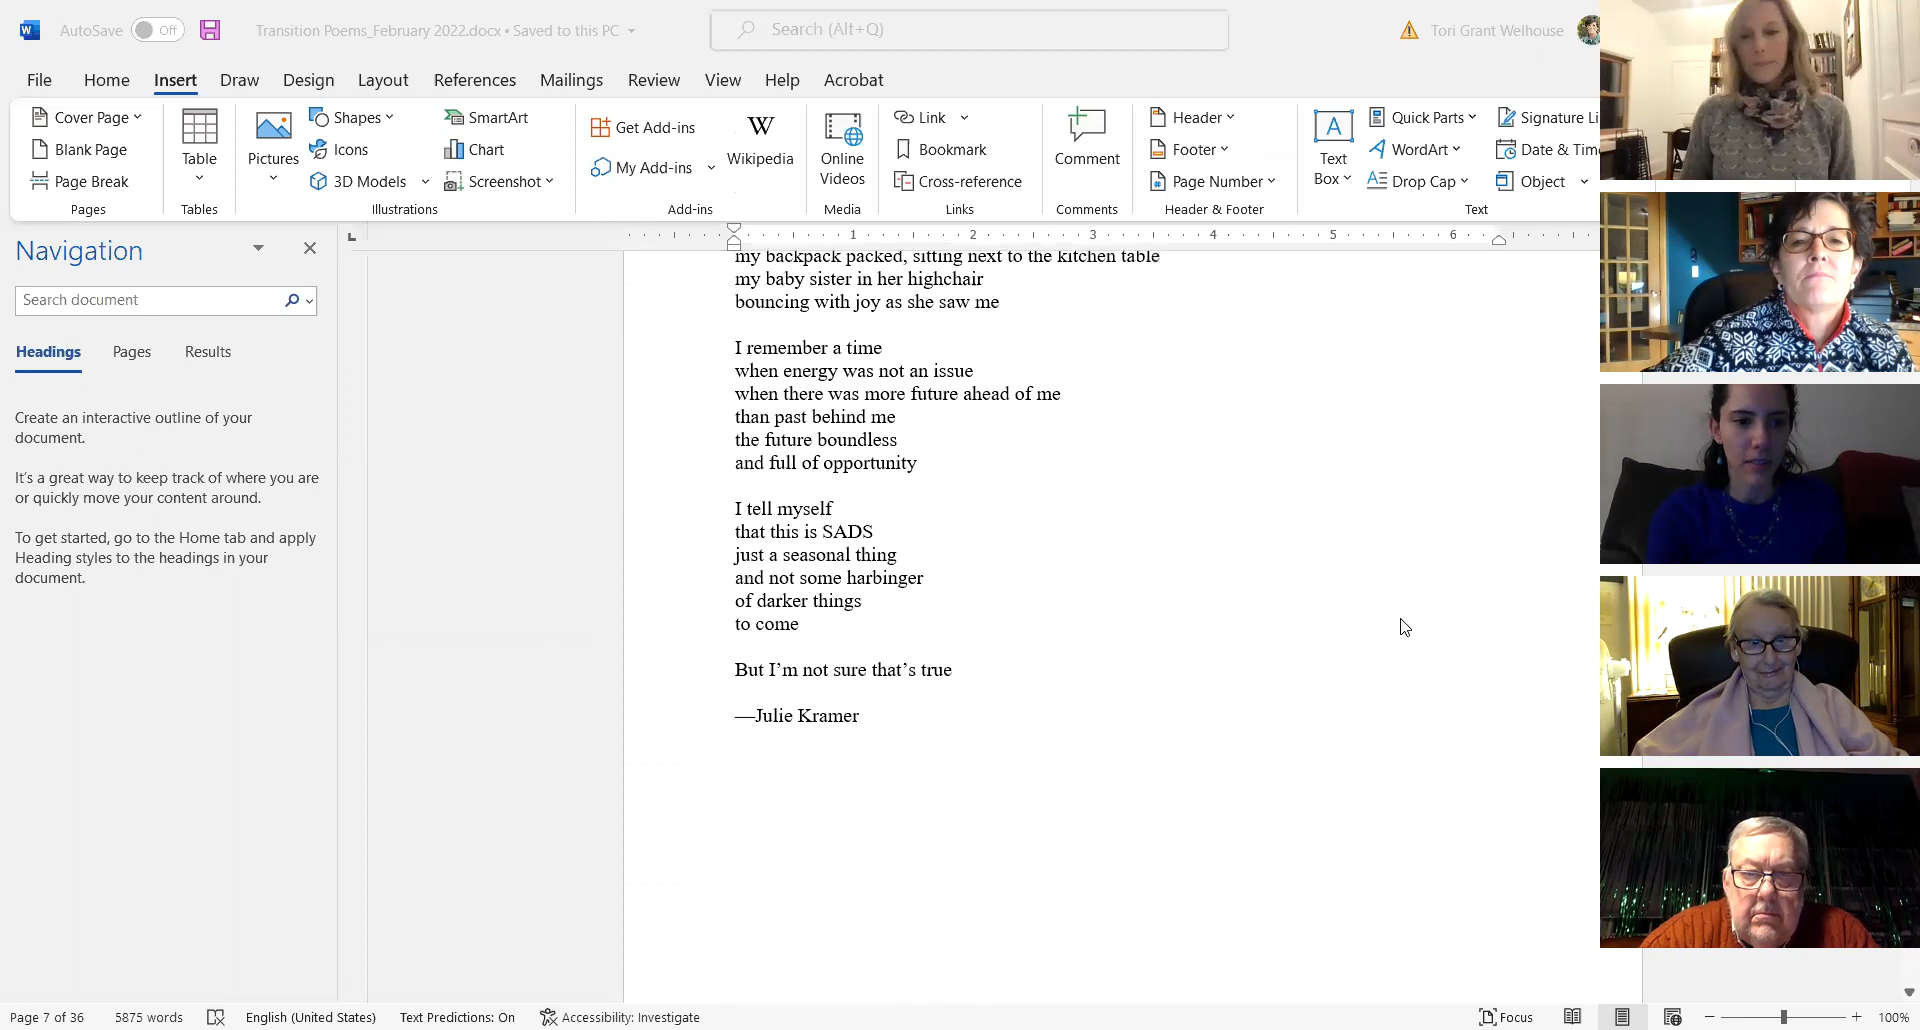 AutoSave Off
Transition Poems_February 2022.docx • Saved to this PC
Search (Alt+Q)
Tori Grant Welhouse
File Home Insert Draw Design Layout References Mailings Review View Help Acrobat
Cover Page
Blank Page
Page Break
Pages
Table
Tables
Pictures
Shapes
Icons
3D Models
SmartArt
Chart
Screenshot
Illustrations
Get Add-ins
My Add-ins
W
Wikipedia
Add-ins
Online
Videos
Media
Link
Bookmark
Cross-reference
Links
Comment
Comments
Header
Footer
Page Number
Header & Footer
A
Text
Box
Quick Parts
WordArt
Drop Cap
Signature Li
Date & Time
Object
Text
Navigation
Search document
Headings Pages Results
Create an interactive outline of your
document.
It's a great way to keep track of where you are
or quickly move your content around.
To get started, go to the Home tab and apply
Heading styles to the headings in your
document.
1 2 3 4 5 6
my backpack packed, sitting next to the kitchen table
my baby sister in her highchair
bouncing with joy as she saw me
I remember a time
when energy was not an issue
when there was more future ahead of me
than past behind me
the future boundless
and full of opportunity
I tell myself
that this is SADS
just a seasonal thing
and not some harbinger
of darker things
to come
But I’m not sure that’s true
—Julie Kramer
Page 7 of 36 5875 words English (United States) Text Predictions: On Accessibility: Investigate
Focus
100%